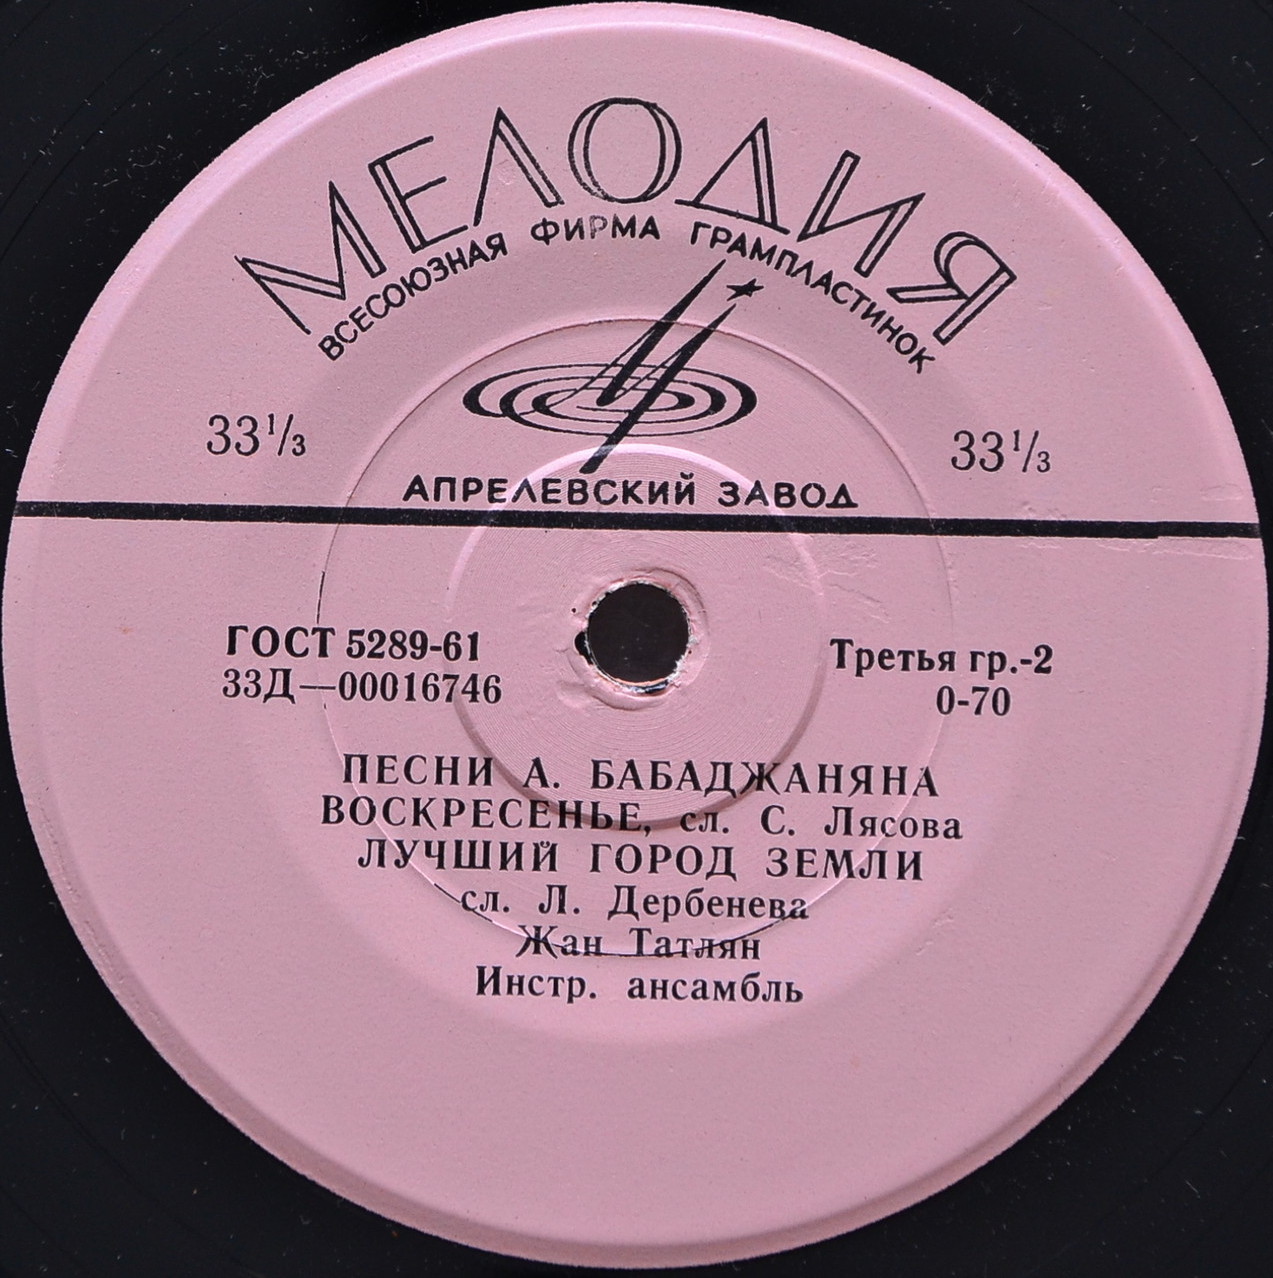 МЕЛОДИЯ
ВСЕСОЮЗНАЯ ФИРМА ГРАМПЛАСТИНОК
33 1/3
33 1/3
АПРЕЛЕВСКИЙ ЗАВОД
ГОСТ 5289-61
Третья гр.-2
33Д—00016746
0-70
ПЕСНИ А. БАБАДЖАНЯНА
ВОСКРЕСЕНЬЕ, сл. С. Лясова
ЛУЧШИЙ ГОРОД ЗЕМЛИ
сл. Л. Дербенева
Жан Татлян
Инстр. ансамбль